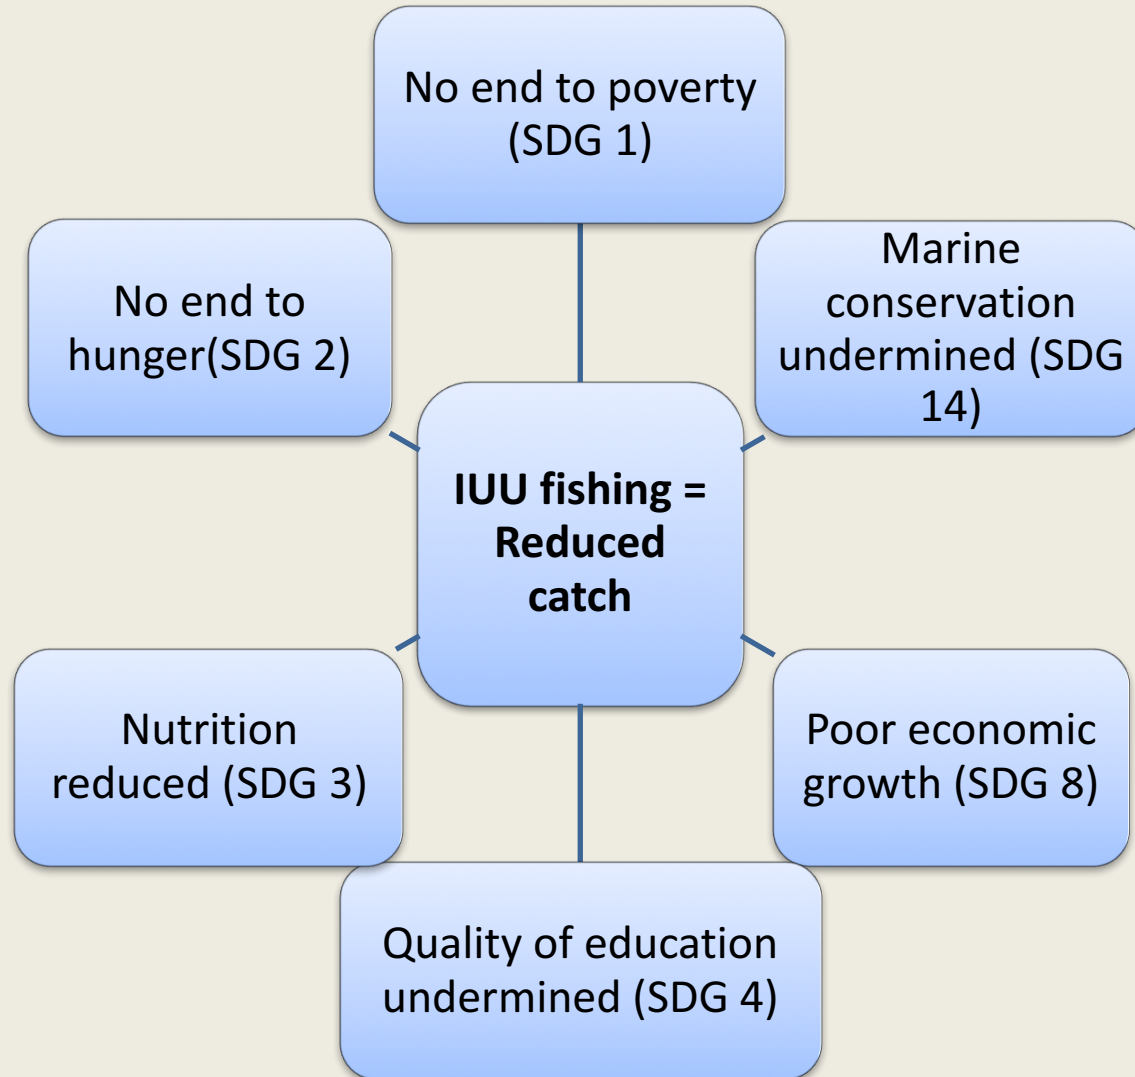 No end to poverty
(SDG 1)
No end to
hunger(SDG 2)
Marine
conservation
undermined (SDG
14)
IUU fishing =
Reduced
catch
Nutrition
reduced (SDG 3)
Poor economic
growth (SDG 8)
Quality of education
undermined (SDG 4)